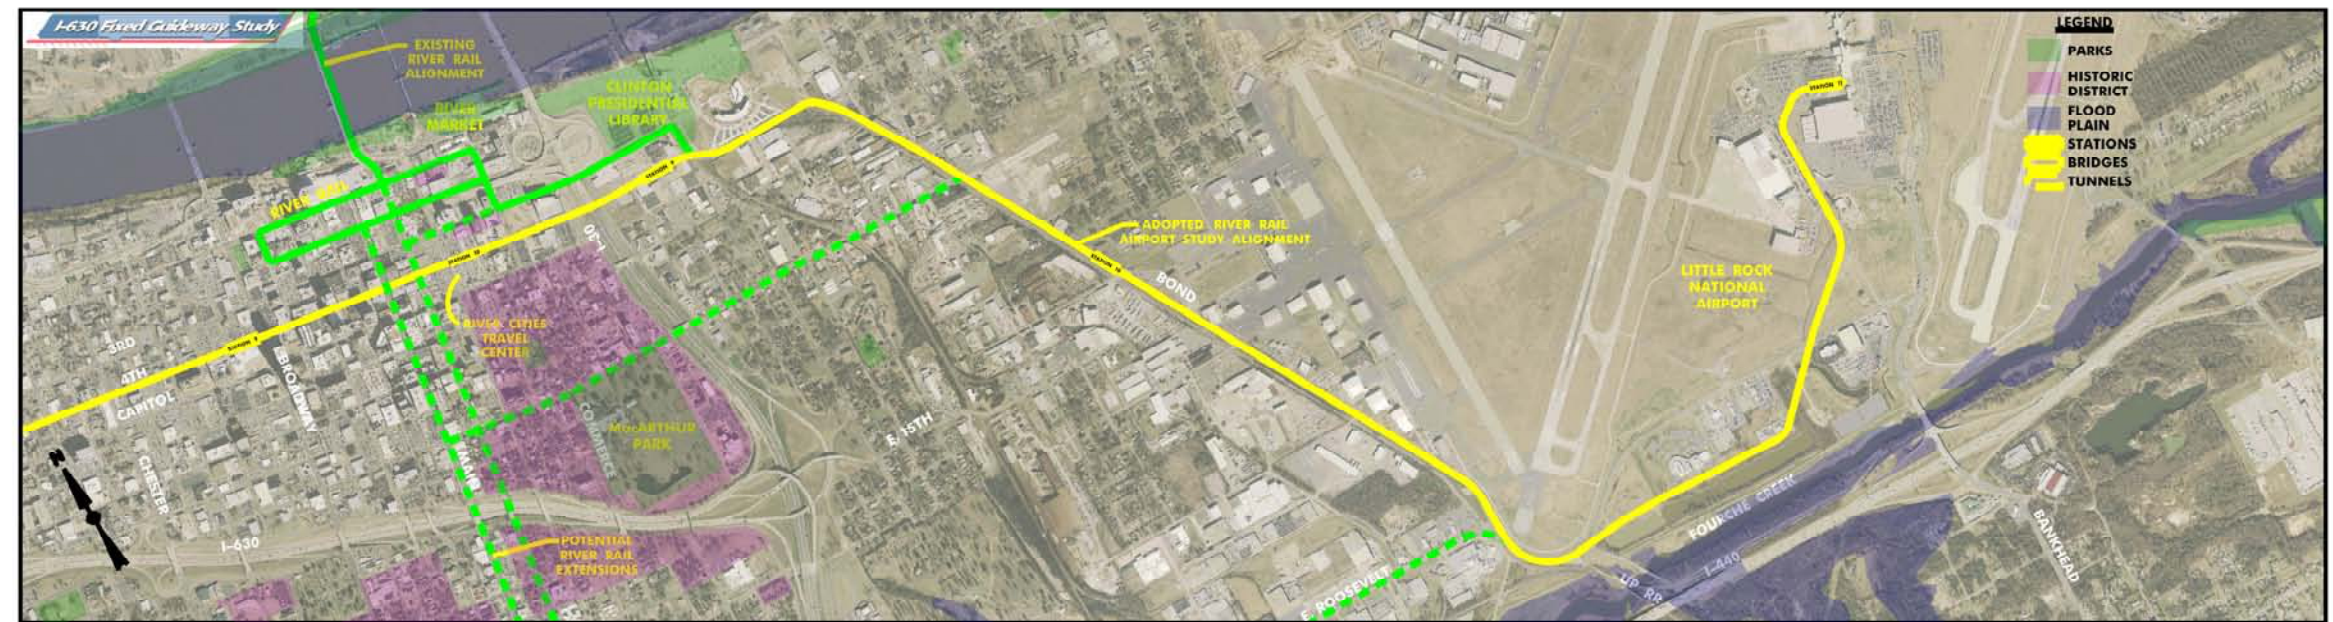 I-630 Fixed Guideway Study
EXISTING
RIVER RAIL
ALIGNMENT
RIVER
MARKET
CLINTON
PRESIDENTIAL
LIBRARY
RIVER RAIL
I-30
RIVER CITIES
TRAVEL
CENTER
3RD
4TH
CAPITOL
BROADWAY
CHESTER
MAIN
COMMERCE
MacARTHUR
PARK
I-630
POTENTIAL
RIVER RAIL
EXTENSIONS
N
E. 15TH
ADOPTED RIVER RAIL
AIRPORT STUDY ALIGNMENT
BOND
STATION 11
LITTLE ROCK
NATIONAL
AIRPORT
E. ROOSEVELT
FOURCHE CREEK
I-440
UP RR
BANKHEAD
LEGEND
PARKS
HISTORIC
DISTRICT
FLOOD
PLAIN
STATIONS
BRIDGES
TUNNELS